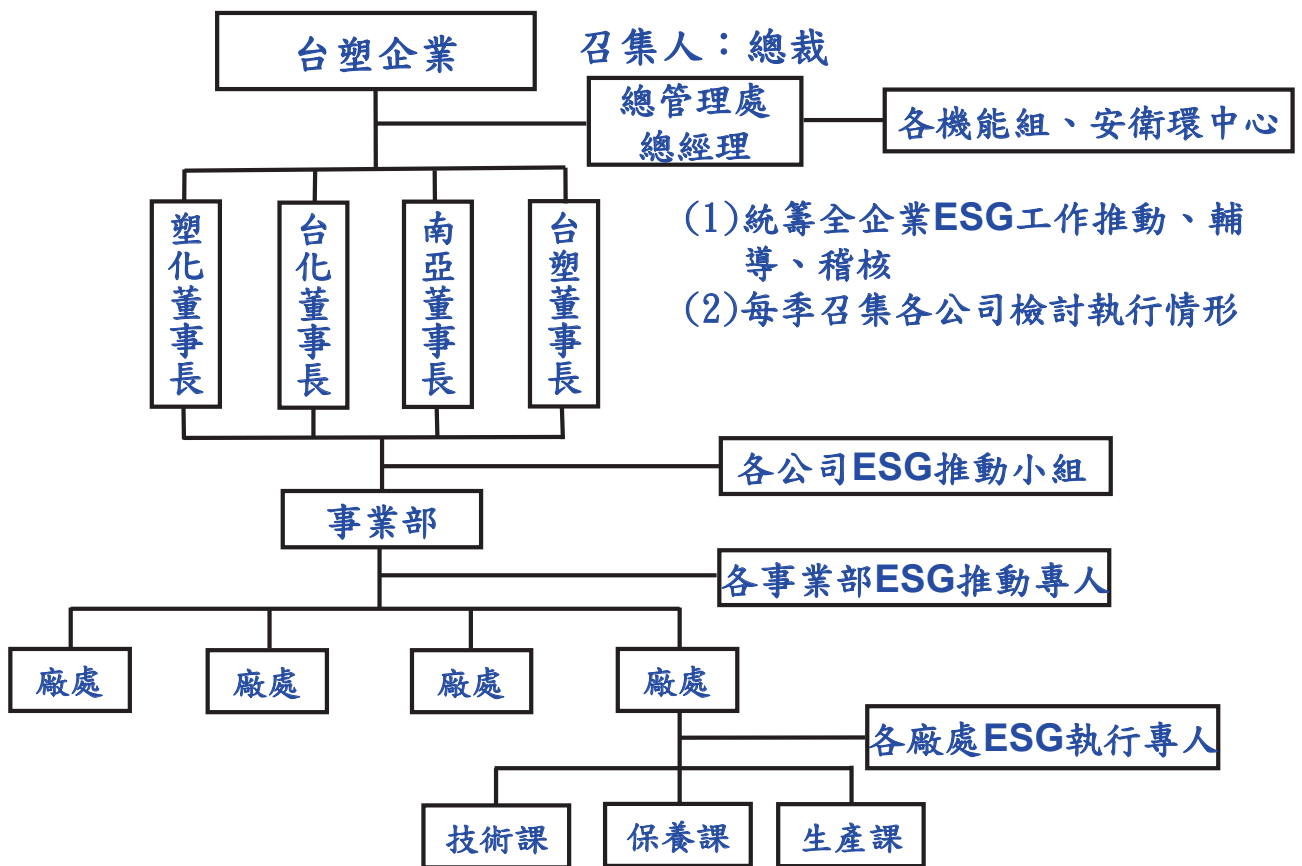 台塑企業
召集人：總裁
總管理處
總經理
各機能組、安衛環中心
塑化董事長
台化董事長
南亞董事長
台塑董事長
(1)統籌全企業ESG工作推動、輔
導、稽核
(2)每季召集各公司檢討執行情形
各公司ESG推動小組
事業部
各事業部ESG推動專人
廠處
廠處
廠處
廠處
各廠處ESG執行專人
技術課
保養課
生產課